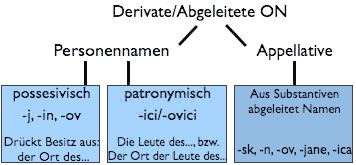 Derivate/Abgeleitete ON
Personennamen
Appellative
possesivisch
-j, -in, -ov
Drückt Besitz aus:
der Ort des...
patronymisch
-ici/-ovici
Die Leute des..., bzw.
Der Ort der Leute des...
Aus Substantiven
abgeleitet Namen
-sk, -n, -ov, -jane, -ica